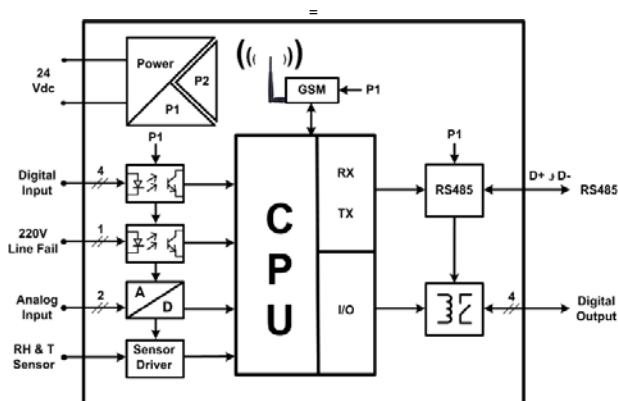 =
24
Vdc
Power
P1
P2
GSM
P1
P1
Digital
Input
4
220V
Line Fail
1
Analog
Input
2
A
D
RH & T
Sensor
Sensor
Driver
CPU
RX
TX
I/O
P1
RS485
D+ و D-
RS485
4
Digital
Output